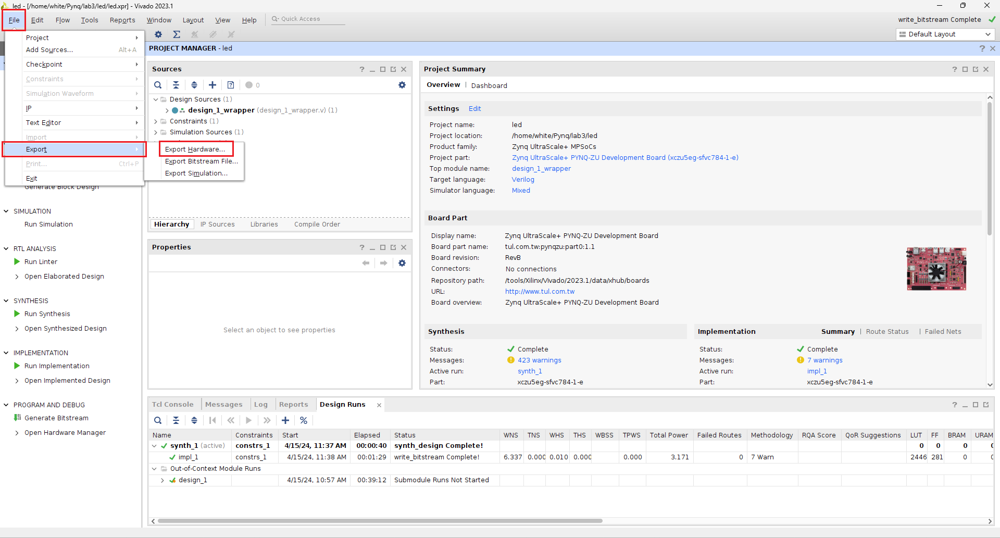 led - [/home/white/Pynq/lab3/led/led.xpr] - Vivado 2023.1
File Edit Flow Tools Reports Window Layout View Help Quick Access
write_bitstream Complete
Default Layout
Project
Add Sources... Alt+A
Checkpoint
Constraints
Simulation Waveform
IP
Text Editor
Import
Export
Print... Ctrl+P
Exit
Export Hardware...
Export Bitstream File...
Export Simulation...
Generate Block Design
SIMULATION
Run Simulation
RTL ANALYSIS
Run Linter
Open Elaborated Design
SYNTHESIS
Run Synthesis
Open Synthesized Design
IMPLEMENTATION
Run Implementation
Open Implemented Design
PROGRAM AND DEBUG
Generate Bitstream
Open Hardware Manager
PROJECT MANAGER - led
Sources
0
Design Sources (1)
design_1_wrapper (design_1_wrapper.v) (1)
Constraints (1)
Simulation Sources (1)
Hierarchy IP Sources Libraries Compile Order
Properties
Select an object to see properties
Project Summary
Overview | Dashboard
Settings Edit
Project name: led
Project location: /home/white/Pynq/lab3/led
Product family: Zynq UltraScale+ MPSoCs
Project part: Zynq UltraScale+ PYNQ-ZU Development Board (xczu5eg-sfvc784-1-e)
Top module name: design_1_wrapper
Target language: Verilog
Simulator language: Mixed
Board Part
Display name: Zynq UltraScale+ PYNQ-ZU Development Board
Board part name: tul.com.tw:pynqzu:part0:1.1
Board revision: RevB
Connectors: No connections
Repository path: /tools/Xilinx/Vivado/2023.1/data/xhub/boards
URL: http://www.tul.com.tw
Board overview: Zynq UltraScale+ PYNQ-ZU Development Board
Synthesis
Status: Complete
Messages: 423 warnings
Active run: synth_1
Part: xczu5eg-sfvc784-1-e
Implementation Summary | Route Status | Failed Nets
Status: Complete
Messages: 7 warnings
Active run: impl_1
Part: xczu5eg-sfvc784-1-e
Tcl Console Messages Log Reports Design Runs
Name Constraints Start Elapsed Status WNS TNS WHS THS WBSS TPWS Total Power Failed Routes Methodology RQA Score QoR Suggestions LUT FF BRAM URAM
synth_1 (active) constrs_1 4/15/24, 11:37 AM 00:00:40 synth_design Complete! 0 0 0 0
impl_1 constrs_1 4/15/24, 11:38 AM 00:01:29 write_bitstream Complete! 6.337 0.000 0.010 0.000 0.000 3.171 0 7 Warn 2446 281 0 0
Out-of-Context Module Runs
design_1 4/15/24, 10:57 AM 00:39:12 Submodule Runs Not Started